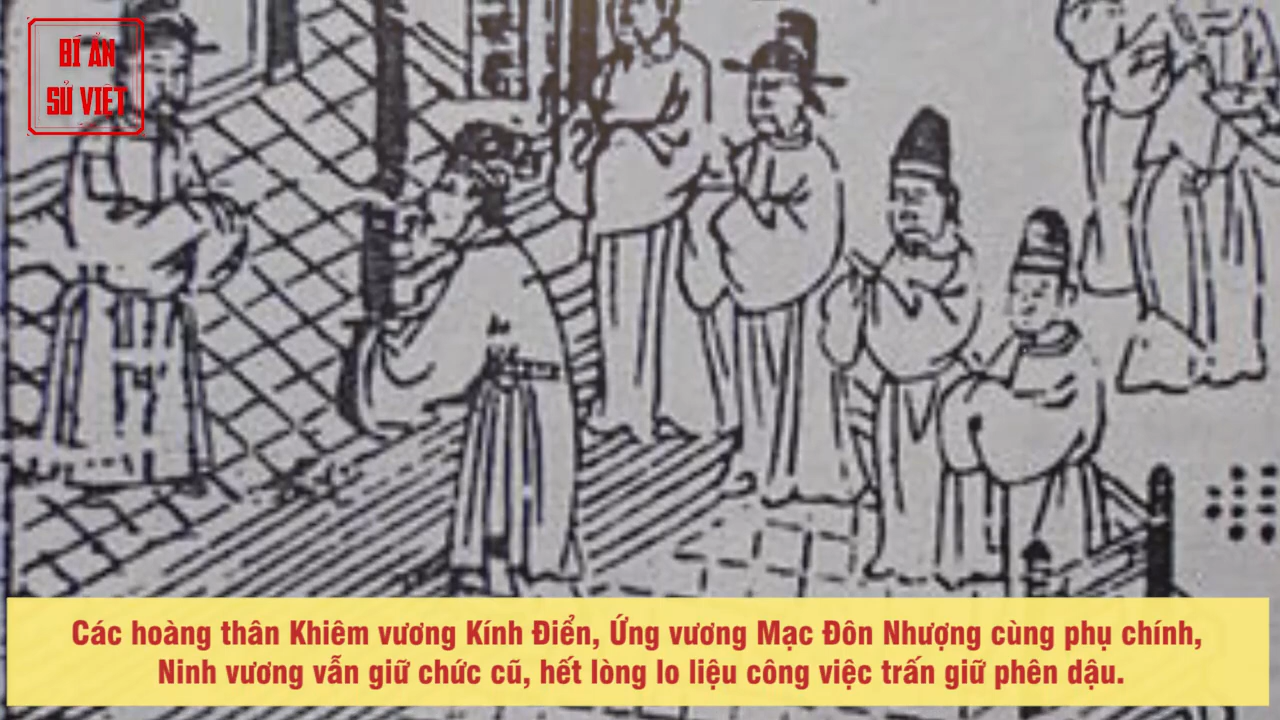 BÍ ẨN
SỬ VIỆT
Các hoàng thân Khiêm vương Kính Điển, Ứng vương Mạc Đôn Nhượng cùng phụ chính,
Ninh vương vẫn giữ chức cũ, hết lòng lo liệu công việc trấn giữ phên dậu.